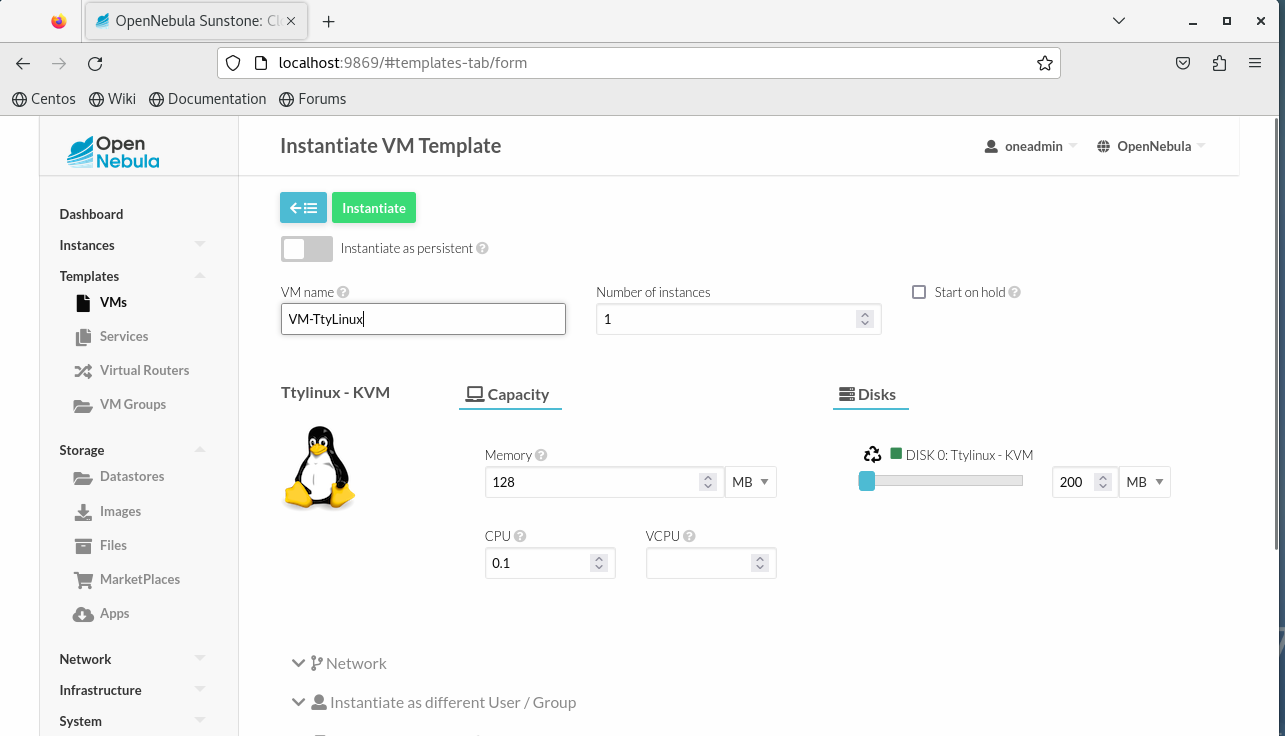 OpenNebula Sunstone: Clo
localhost:9869/#templates-tab/form
Centos Wiki Documentation Forums
Open Nebula
Instantiate VM Template
oneadmin OpenNebula
Dashboard
Instances
Templates
VMs
Services
Virtual Routers
VM Groups
Storage
Datastores
Images
Files
MarketPlaces
Apps
Network
Infrastructure
System
Instantiate
Instantiate as persistent
VM name
VM-TtyLinux
Number of instances
1
Start on hold
Ttylinux - KVM
Capacity
Memory
128 MB
CPU
0.1
VCPU
Disks
DISK 0: Ttylinux - KVM
200 MB
Network
Instantiate as different User / Group